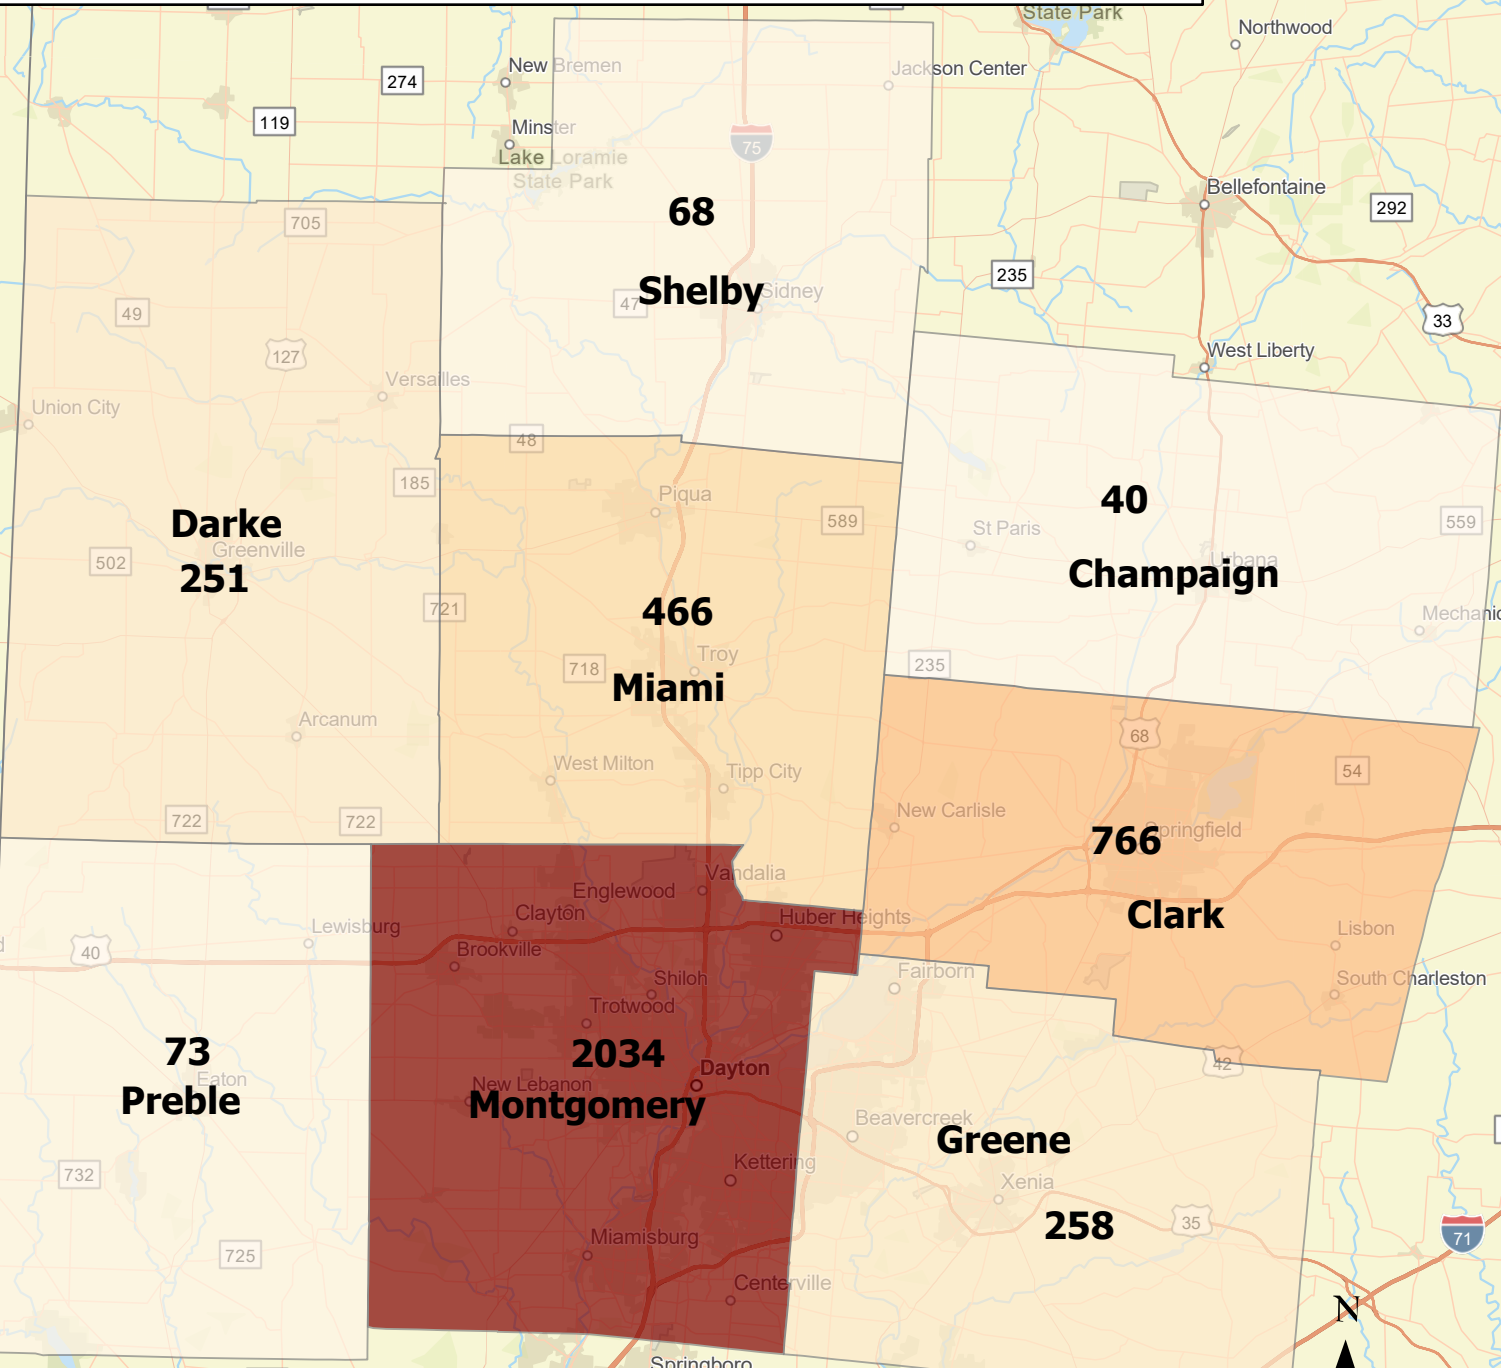 State Park
Northwood
New Bremen
Jackson Center
274
119
Minster
75
Lake Loramie
State Park
Bellefontaine
292
68
705
235
Shelby
Sidney
47
49
33
127
West Liberty
Versailles
Union City
48
185
Piqua
40
589
St Paris
559
Darke
Greenville
502
Urbana
251
Champaign
721
466
Mechanic
Troy
235
718
Miami
Arcanum
68
West Milton
Tipp City
54
New Carlisle
722
722
766
Springfield
Vandalia
Englewood
Clayton
Huber Heights
Clark
Lewisburg
Lisbon
40
Brookville
Fairborn
Shiloh
South Charleston
Trotwood
73
2034
Dayton
42
Eaton
New Lebanon
Preble
Montgomery
Beavercreek
Greene
Kettering
732
Xenia
258
35
Miamisburg
71
725
Centerville
N
Springboro